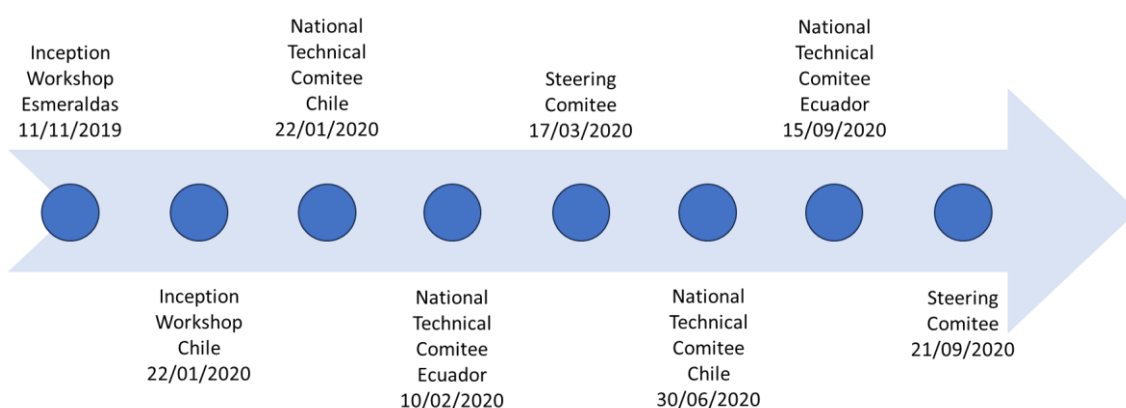 Inception
Workshop
Esmeraldas
11/11/2019
Inception
Workshop
Chile
22/01/2020
National
Technical
Comitee
Chile
22/01/2020
National
Technical
Comitee
Ecuador
10/02/2020
Steering
Comitee
17/03/2020
National
Technical
Comitee
Chile
30/06/2020
National
Technical
Comitee
Ecuador
15/09/2020
Steering
Comitee
21/09/2020